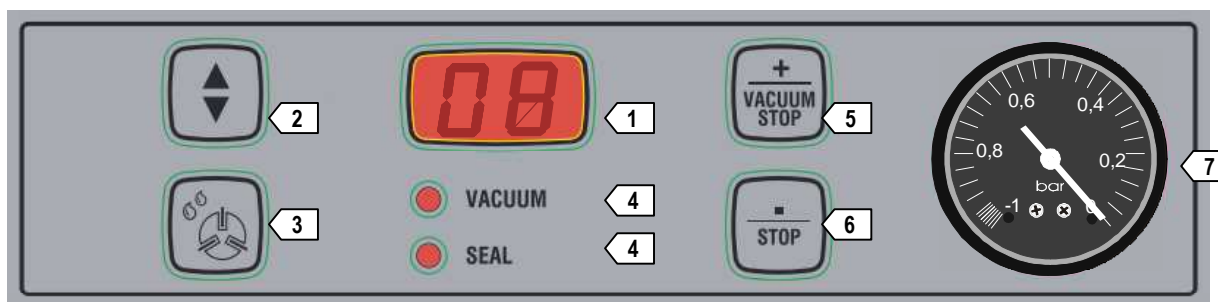 2
08
1
+
VACUUM
STOP
5
0,6
0,4
0,8
0,2
bar
-1
0
7
3
VACUUM
4
SEAL
4
-
STOP
6